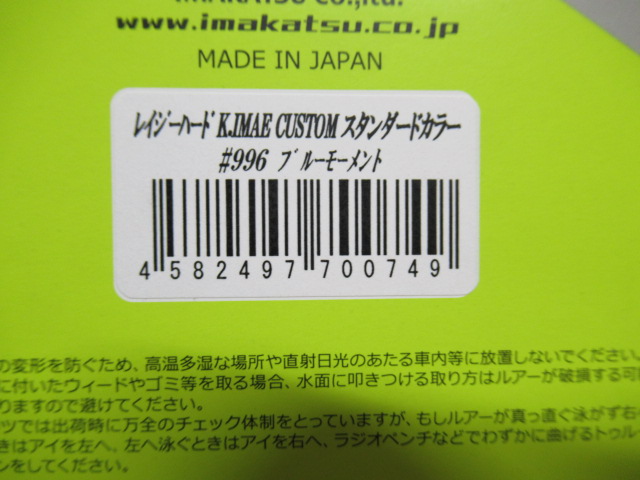 IMAKATSU co.,ltd.
www.imakatsu.co.jp
MADE IN JAPAN
レイジーハード K.IMAE CUSTOM スタンダードカラー
#996 ブルーモーメント
4 582497 700749
の変形を防ぐため、高温多湿な場所や直射日光のあたる車内等に放置しないでください。
に付いたウィードやゴミ等を取る場合、水面に叩きつける取り方はルアーが破損する可
りますので避けてください。
ツでは出荷時に万全のチェック体制をとっていますが、もしルアーが真っ直ぐ泳がず右
きはアイを左へ、左へ泳ぐときはアイを右へ、ラジオペンチなどでわずかに曲げるトゥル
ンをしてください。